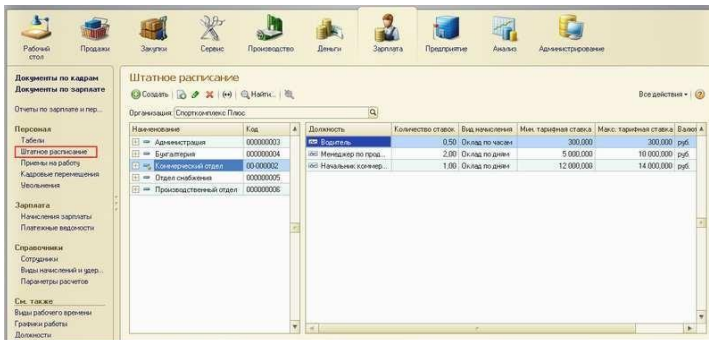 Рабочий стол
Продажи
Закупки
Сервис
Производство
Деньги
Зарплата
Предприятие
Анализ
Администрирование
Документы по кадрам
Документы по зарплате
Отчеты по зарплате и пер...
Персонал
Табели
Штатное расписание
Приемы на работу
Кадровые перемещения
Увольнения
Зарплата
Начисления зарплаты
Платежные ведомости
Справочники
Сотрудники
Виды начислений и удер...
Параметры расчетов
См. также
Виды рабочего времени
Графики работы
Должности
Штатное расписание
Создать
Найти...
Все действия
Организация: Спорткомплекс Плюс
Наименование Код
Администрация 000000003
Бухгалтерия 000000004
Коммерческий отдел 00-000002
Отдел снабжения 000000005
Производственный отдел 000000006
Должность Количество ставок Вид начисления Мин. тарифная ставка Макс. тарифная ставка Валют
Водитель 0,50 Оклад по часам 300,000 300,000 руб.
Менеджер по прод... 2,00 Оклад по дням 5 000,000 10 000,000 руб.
Начальник коммер... 1,00 Оклад по дням 12 000,000 14 000,000 руб.